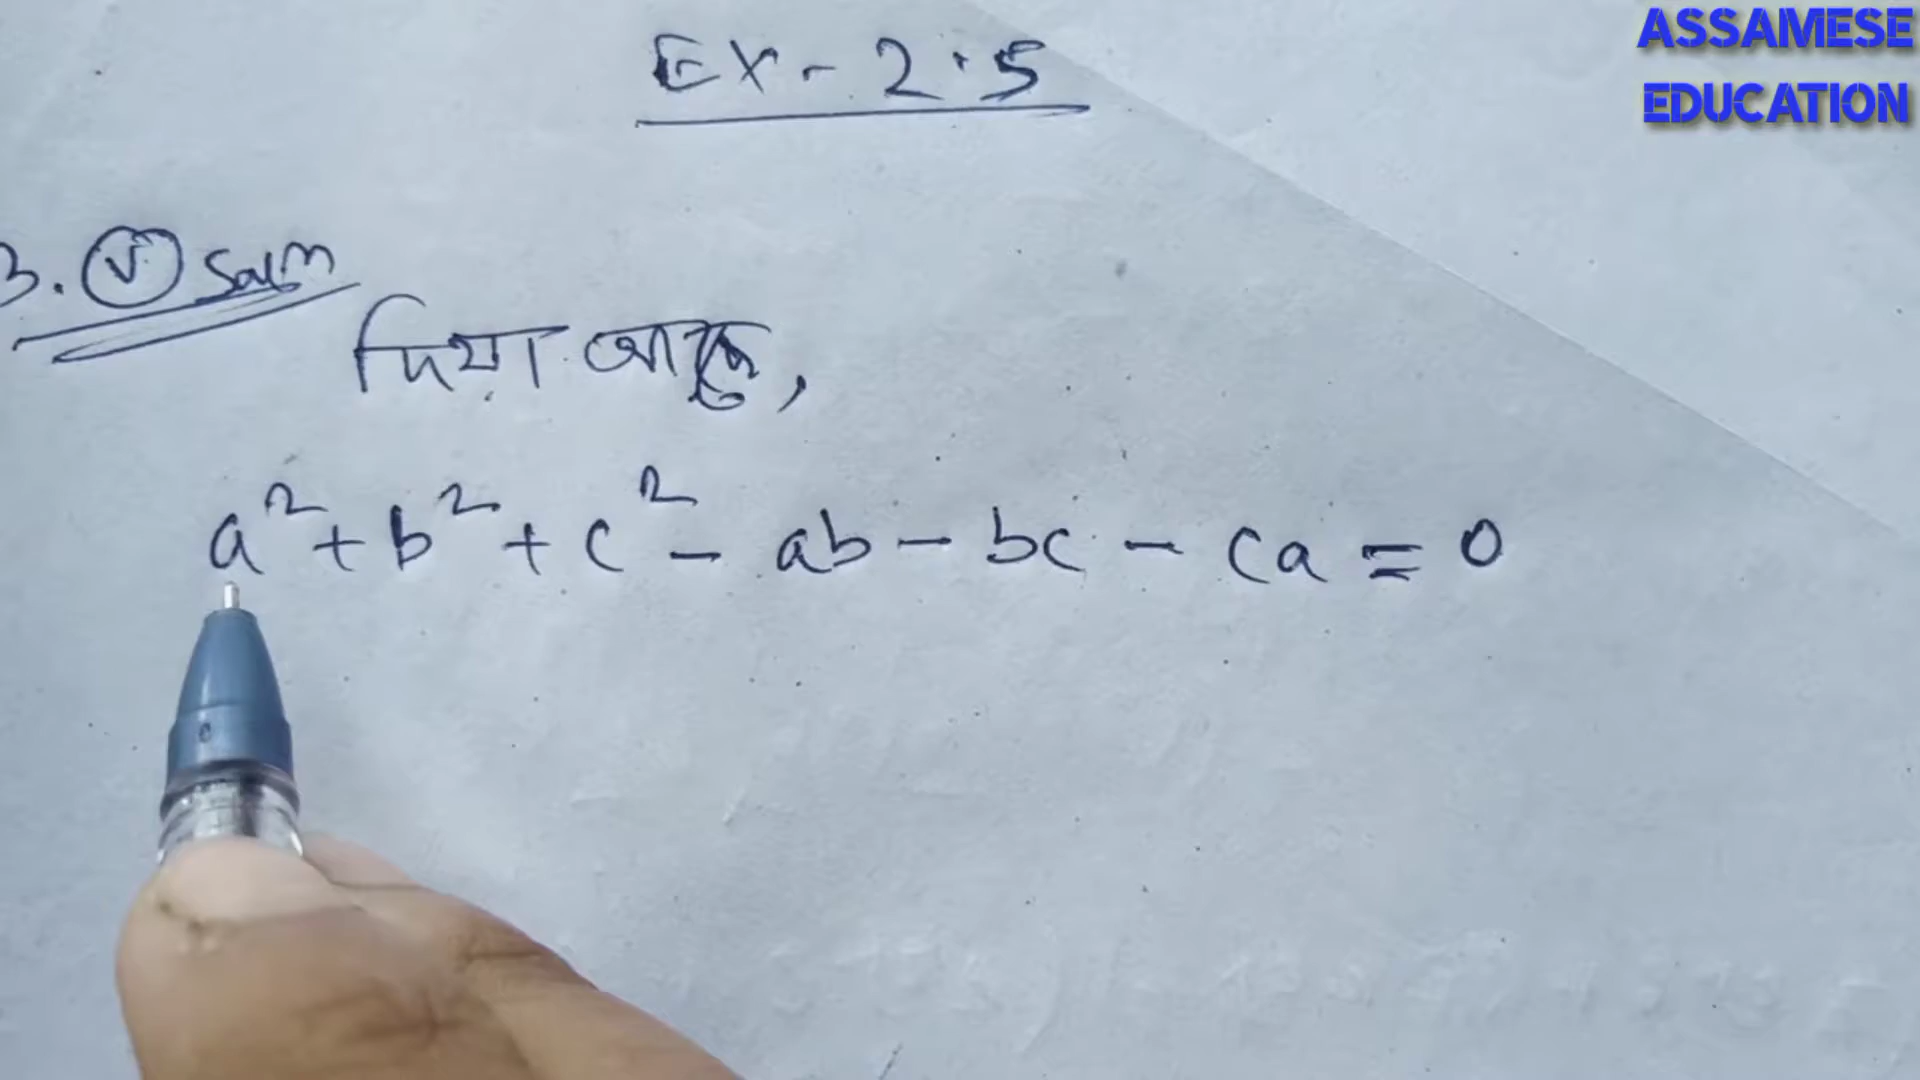 ASSAMESE
EDUCATION
Ex - 2.5
3. (v) Soln
দিয়া আছে,
a² + b² + c² - ab - bc - ca = 0